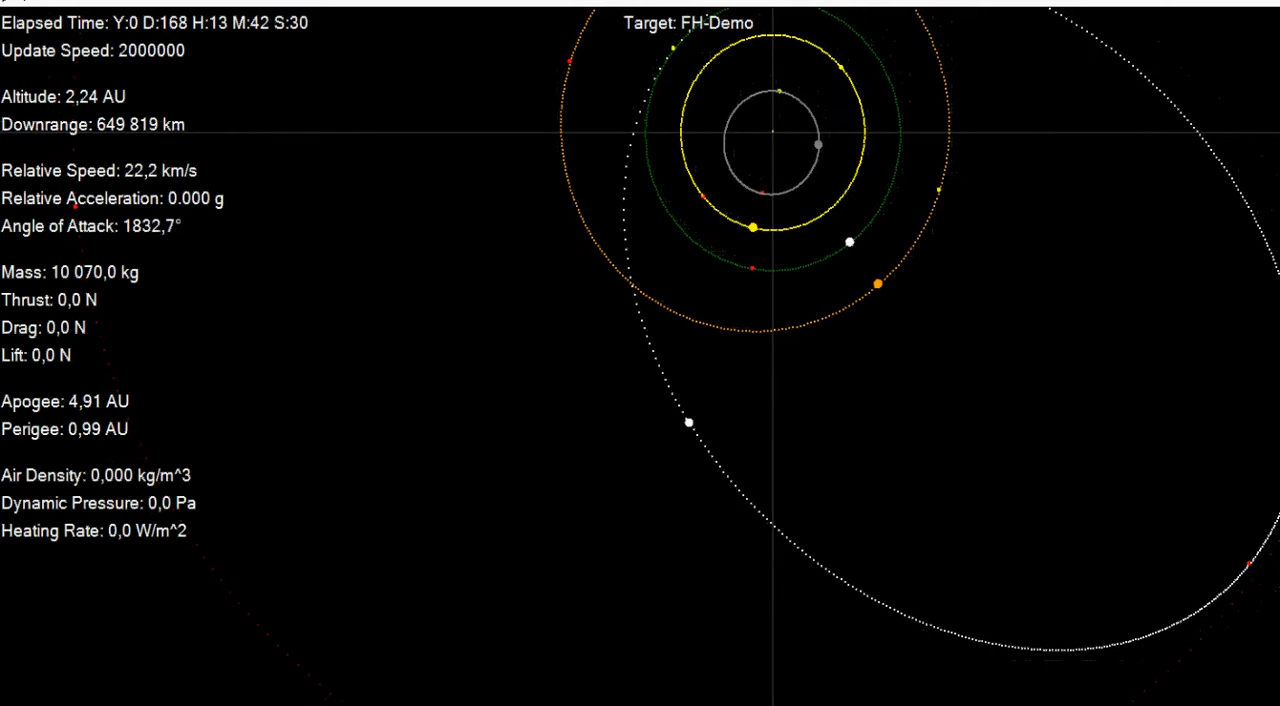 Elapsed Time: Y:0 D:168 H:13 M:42 S:30
Target: FH-Demo
Update Speed: 2000000
Altitude: 2,24 AU
Downrange: 649 819 km
Relative Speed: 22,2 km/s
Relative Acceleration: 0.000 g
Angle of Attack: 1832,7°
Mass: 10 070,0 kg
Thrust: 0,0 N
Drag: 0,0 N
Lift: 0,0 N
Apogee: 4,91 AU
Perigee: 0,99 AU
Air Density: 0,000 kg/m^3
Dynamic Pressure: 0,0 Pa
Heating Rate: 0,0 W/m^2